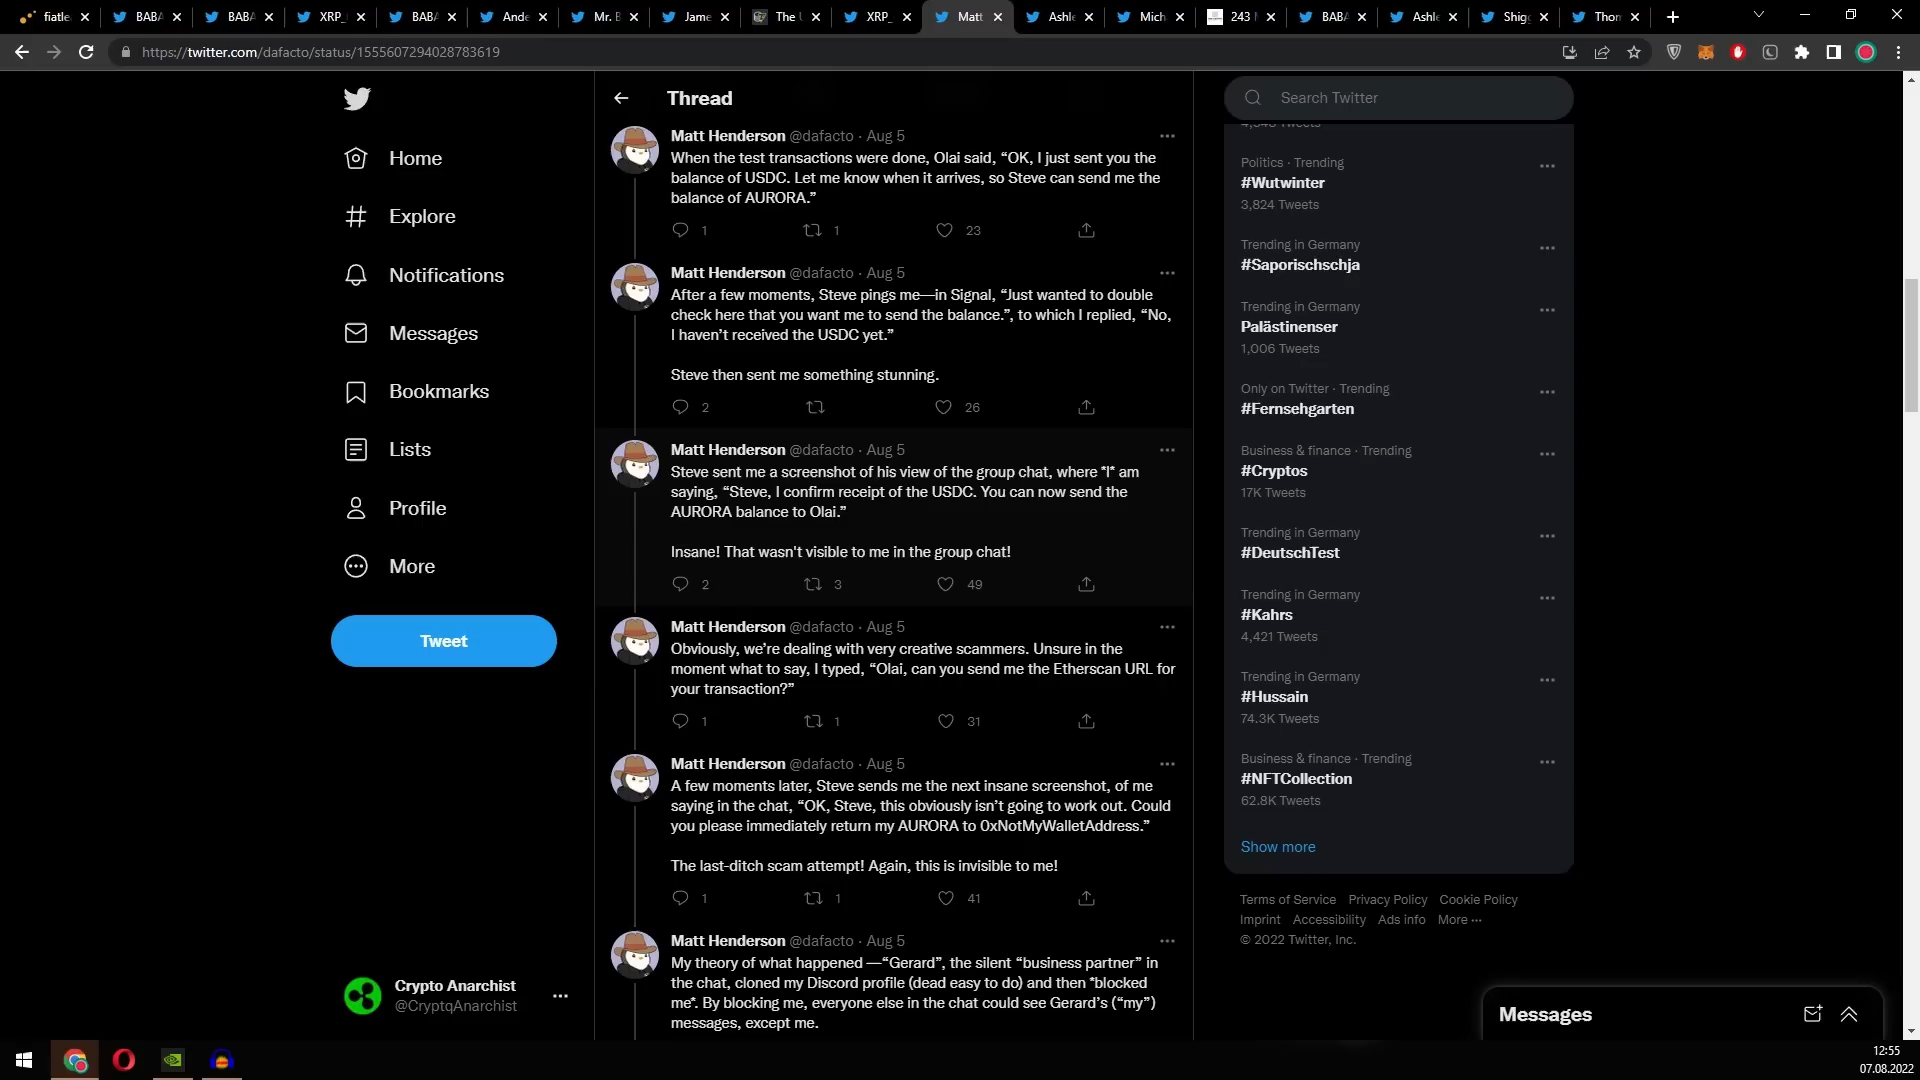 fiatle
BABA
BABA
XRP_
BABA
Ande
Mr. B
Jame
The U
XRP_
Matt
Ashle
Mich
243
BABA
Ashle
Shigg
Thom
https://twitter.com/dafacto/status/1555607294028783619
Home
Explore
Notifications
Messages
Bookmarks
Lists
Profile
More
Tweet
Crypto Anarchist
@CryptqAnarchist
Thread
Matt Henderson @dafacto · Aug 5
When the test transactions were done, Olai said, “OK, I just sent you the
balance of USDC. Let me know when it arrives, so Steve can send me the
balance of AURORA.”
1 1 23
Matt Henderson @dafacto · Aug 5
After a few moments, Steve pings me—in Signal, “Just wanted to double
check here that you want me to send the balance.”, to which I replied, “No,
I haven’t received the USDC yet.”
Steve then sent me something stunning.
2 26
Matt Henderson @dafacto · Aug 5
Steve sent me a screenshot of his view of the group chat, where *I* am
saying, “Steve, I confirm receipt of the USDC. You can now send the
AURORA balance to Olai.”
Insane! That wasn't visible to me in the group chat!
2 3 49
Matt Henderson @dafacto · Aug 5
Obviously, we’re dealing with very creative scammers. Unsure in the
moment what to say, I typed, “Olai, can you send me the Etherscan URL for
your transaction?”
1 1 31
Matt Henderson @dafacto · Aug 5
A few moments later, Steve sends me the next insane screenshot, of me
saying in the chat, “OK, Steve, this obviously isn’t going to work out. Could
you please immediately return my AURORA to 0xNotMyWalletAddress.”
The last-ditch scam attempt! Again, this is invisible to me!
1 1 41
Matt Henderson @dafacto · Aug 5
My theory of what happened —“Gerard”, the silent “business partner” in
the chat, cloned my Discord profile (dead easy to do) and then *blocked
me*. By blocking me, everyone else in the chat could see Gerard’s (“my”)
messages, except me.
Search Twitter
Politics · Trending
#Wutwinter
3,824 Tweets
Trending in Germany
#Saporischschja
Trending in Germany
Palästinenser
1,006 Tweets
Only on Twitter · Trending
#Fernsehgarten
Business & finance · Trending
#Cryptos
17K Tweets
Trending in Germany
#DeutschTest
Trending in Germany
#Kahrs
4,421 Tweets
Trending in Germany
#Hussain
74.3K Tweets
Business & finance · Trending
#NFTCollection
62.8K Tweets
Show more
Terms of Service Privacy Policy Cookie Policy
Imprint Accessibility Ads info More ···
© 2022 Twitter, Inc.
Messages
12:55
07.08.2022